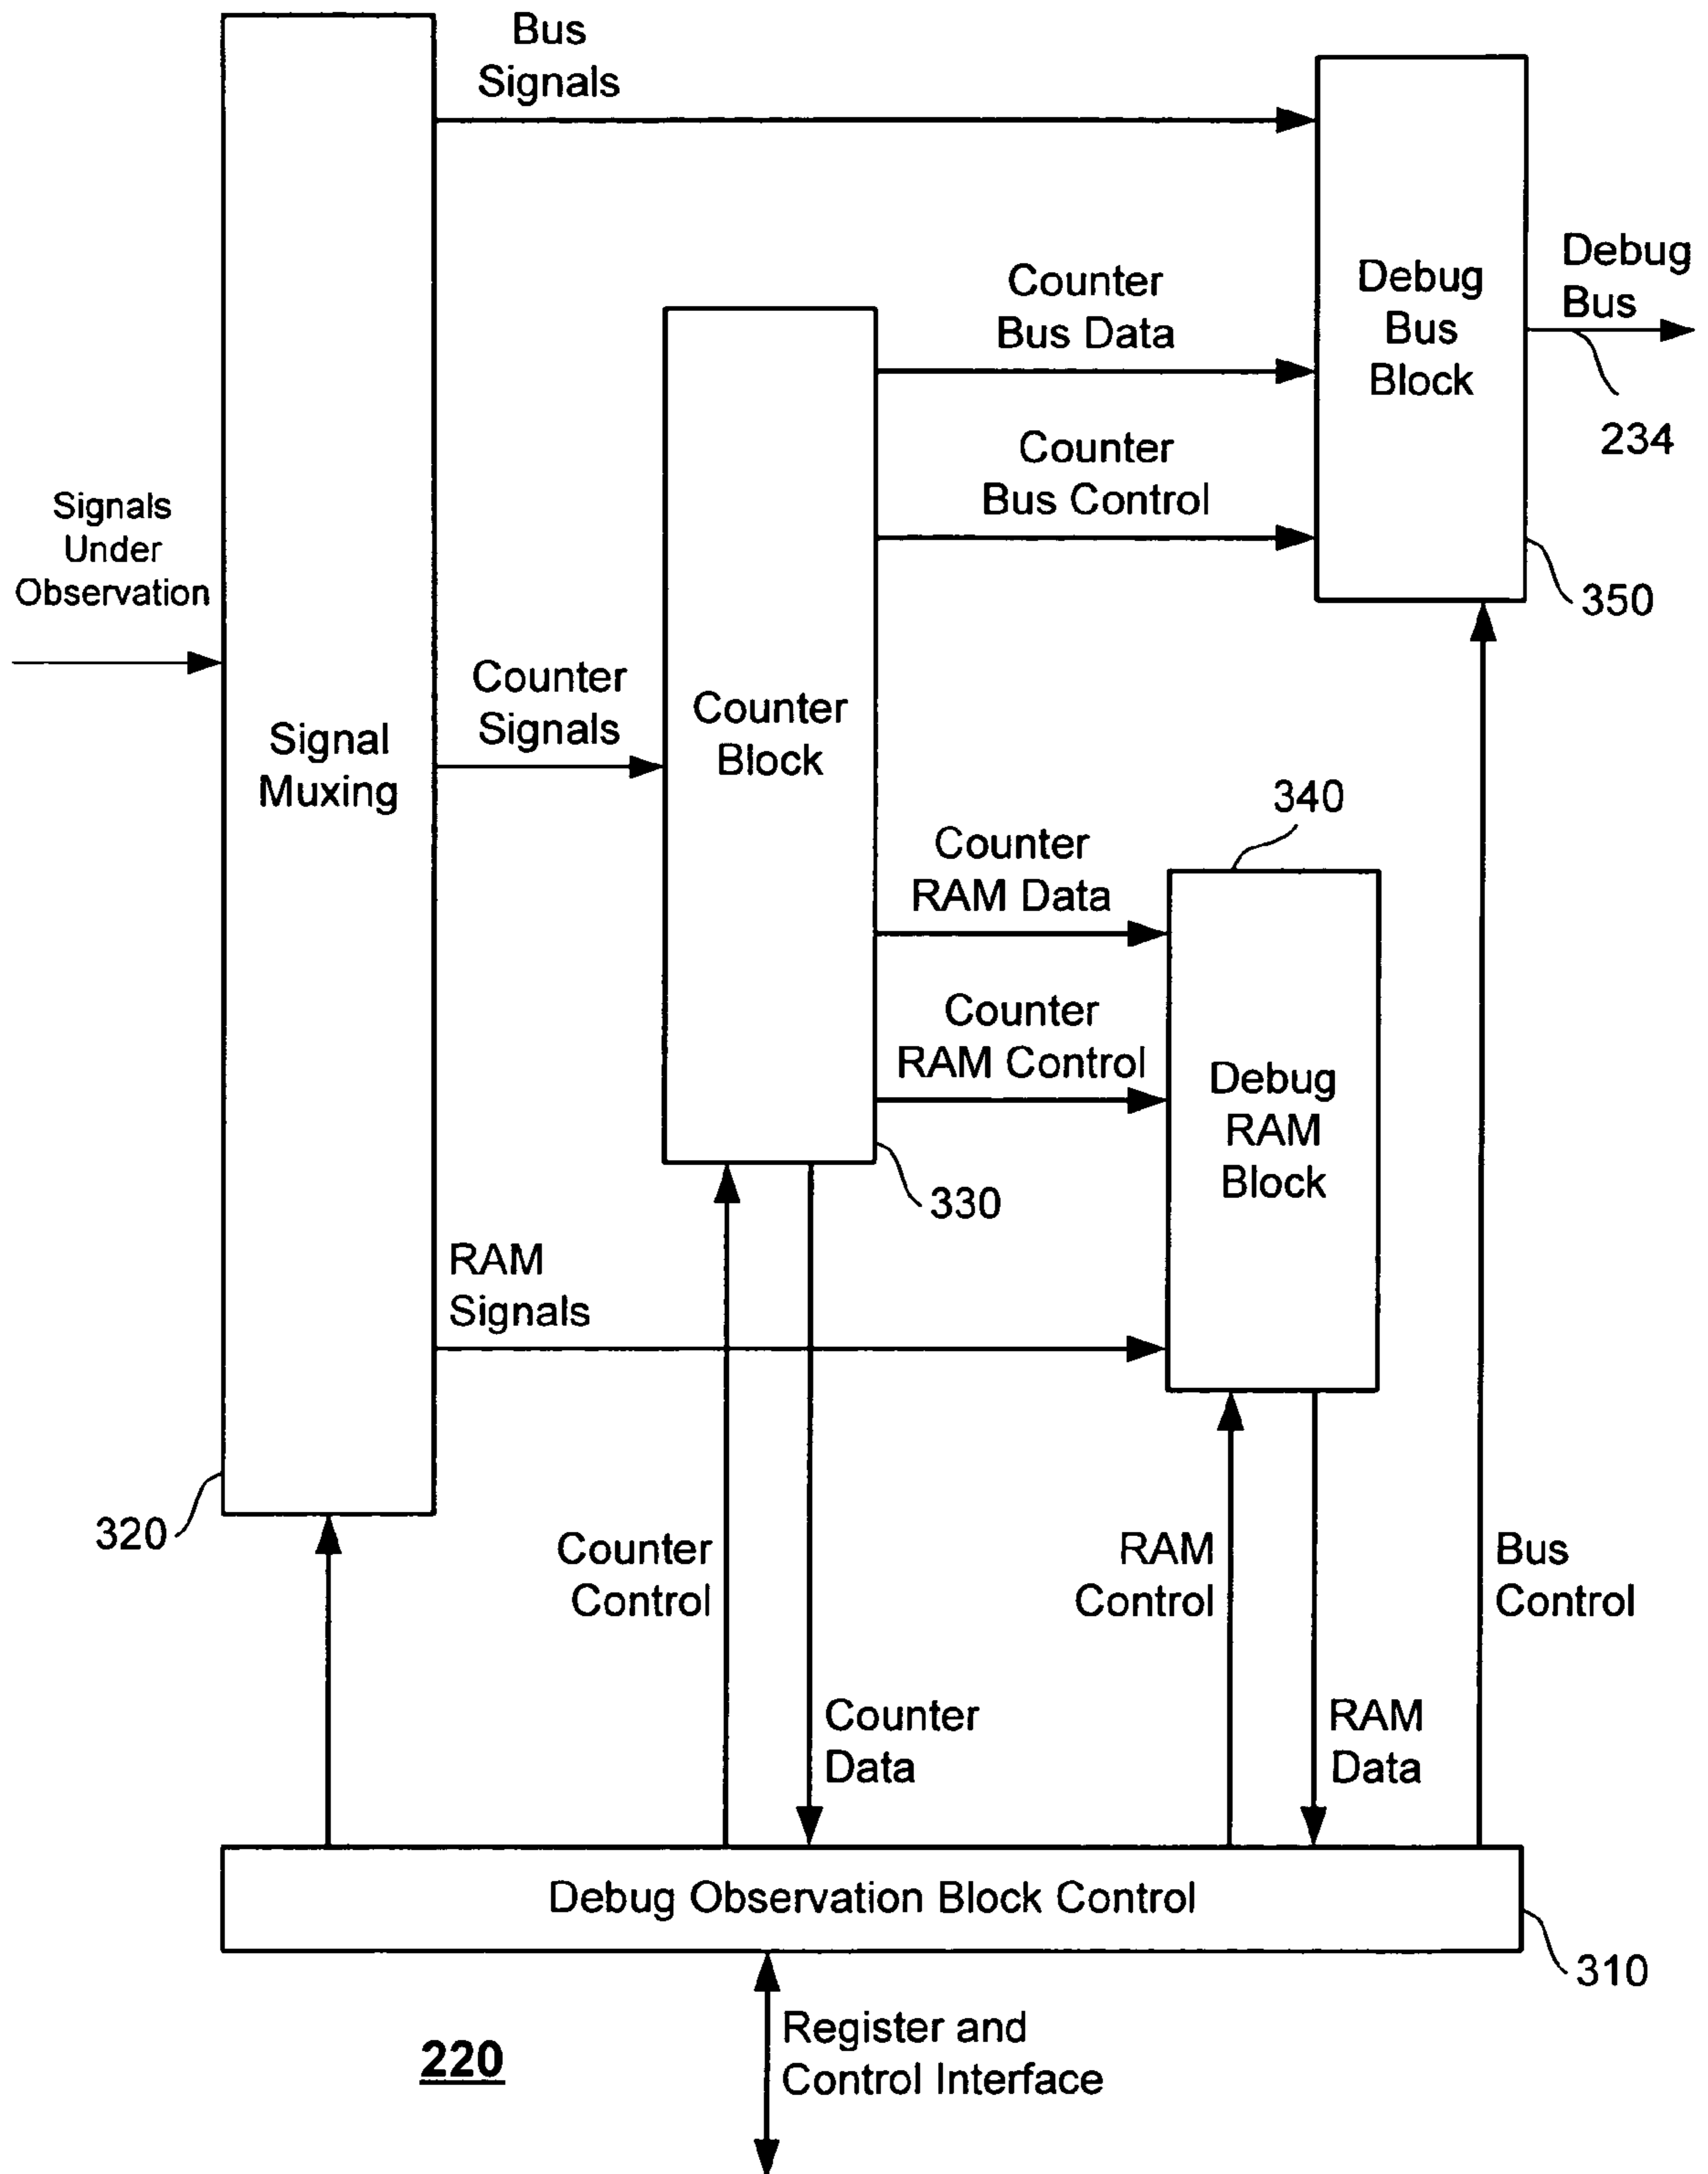 Bus
Signals
Debug
Bus
Block
Debug
Bus
234
Counter
Bus Data
Counter
Bus Control
350
Signals
Under
Observation
Signal
Muxing
Counter
Signals
Counter
Block
340
Counter
RAM Data
Counter
RAM Control
Debug
RAM
Block
330
RAM
Signals
320
Counter
Control
RAM
Control
Bus
Control
Counter
Data
RAM
Data
Debug Observation Block Control
310
Register and
Control Interface
220